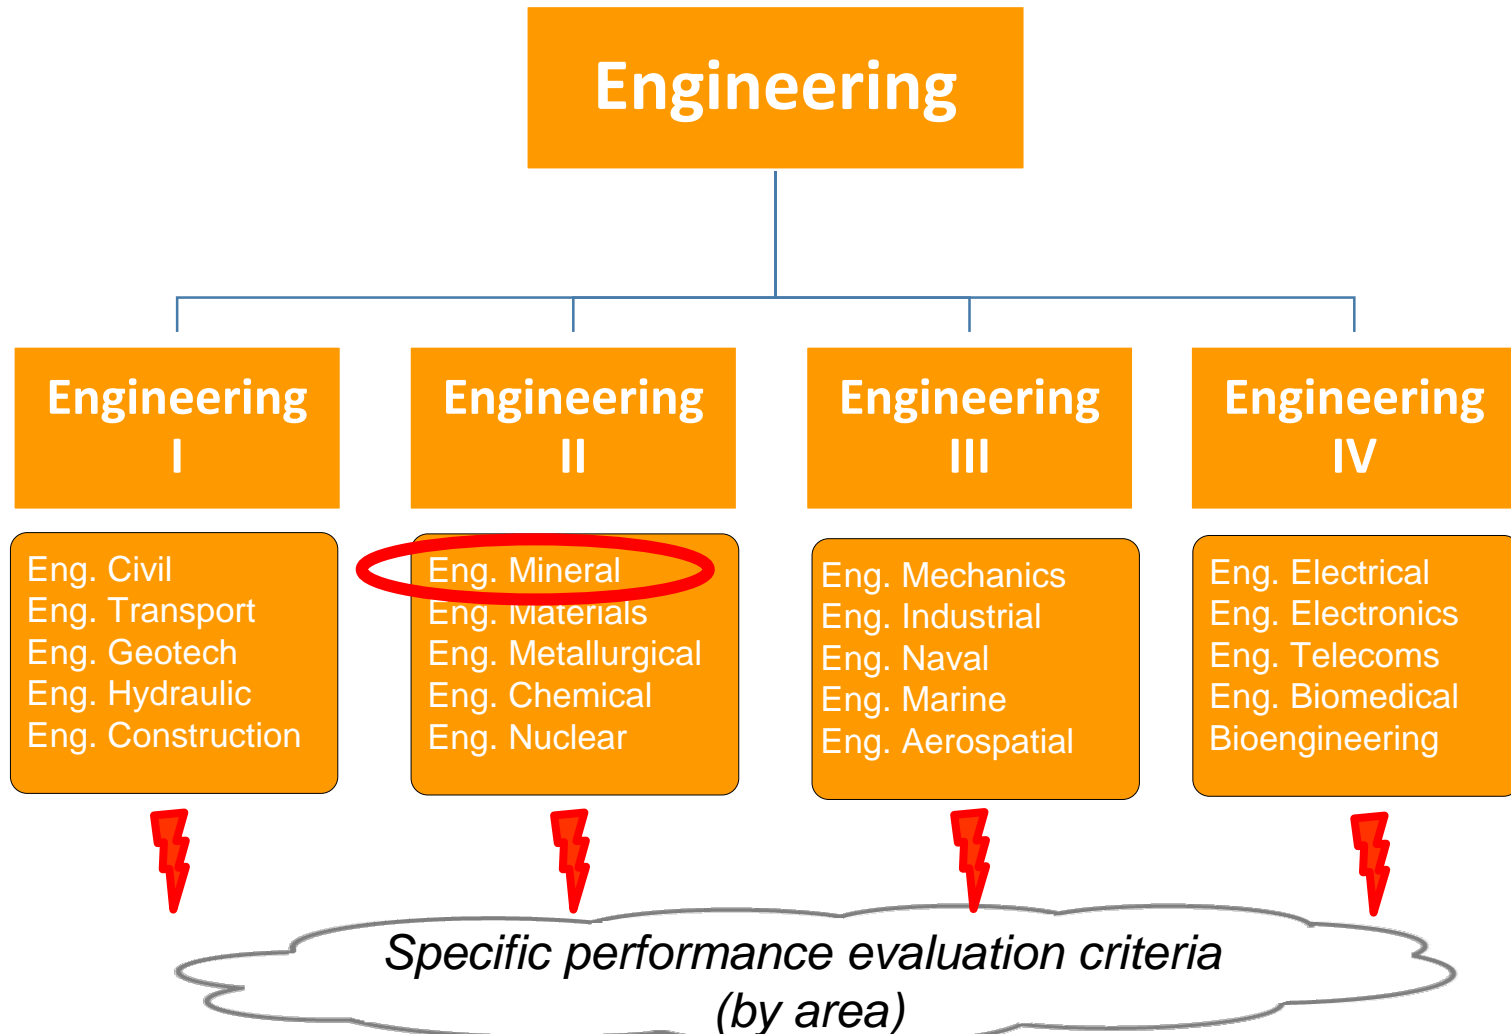 Engineering
Engineering
I
Engineering
II
Engineering
III
Engineering
IV
Eng. Civil
Eng. Transport
Eng. Geotech
Eng. Hydraulic
Eng. Construction
Eng. Mineral
Eng. Materials
Eng. Metallurgical
Eng. Chemical
Eng. Nuclear
Eng. Mechanics
Eng. Industrial
Eng. Naval
Eng. Marine
Eng. Aerospatial
Eng. Electrical
Eng. Electronics
Eng. Telecoms
Eng. Biomedical
Bioengineering
Specific performance evaluation criteria
(by area)